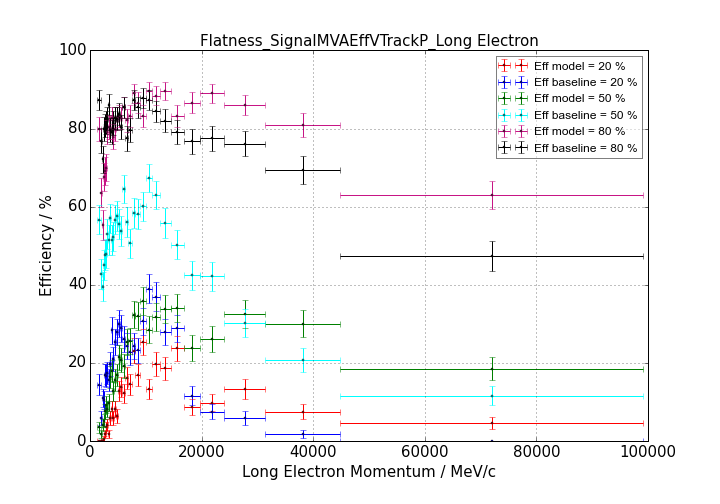 Flatness_SignalMVAEffVTrackP_Long Electron
100
80
60
40
20
0
Efficiency / %
Eff model = 20 %
Eff baseline = 20 %
Eff model = 50 %
Eff baseline = 50 %
Eff model = 80 %
Eff baseline = 80 %
0 20000 40000 60000 80000 100000
Long Electron Momentum / MeV/c